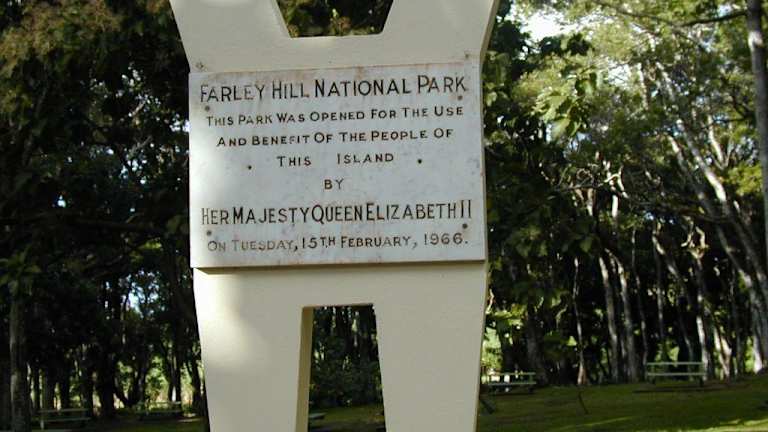 FARLEY HILL NATIONAL PARK
THIS PARK WAS OPENED FOR THE USE
AND BENEFIT OF THE PEOPLE OF
THIS ISLAND
BY
HER MAJESTY QUEEN ELIZABETH II
ON TUESDAY, 15TH FEBRUARY, 1966.